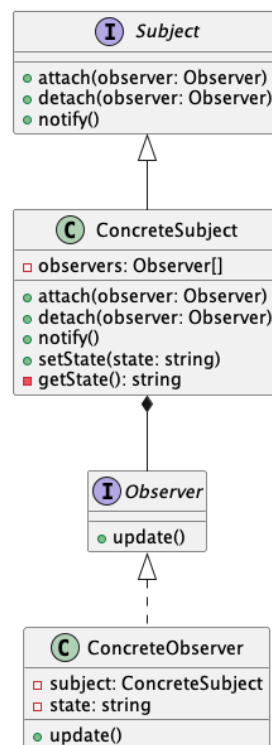 I Subject
attach(observer: Observer)
detach(observer: Observer)
notify()
C ConcreteSubject
observers: Observer[]
attach(observer: Observer)
detach(observer: Observer)
notify()
setState(state: string)
getState(): string
I Observer
update()
C ConcreteObserver
subject: ConcreteSubject
state: string
update()